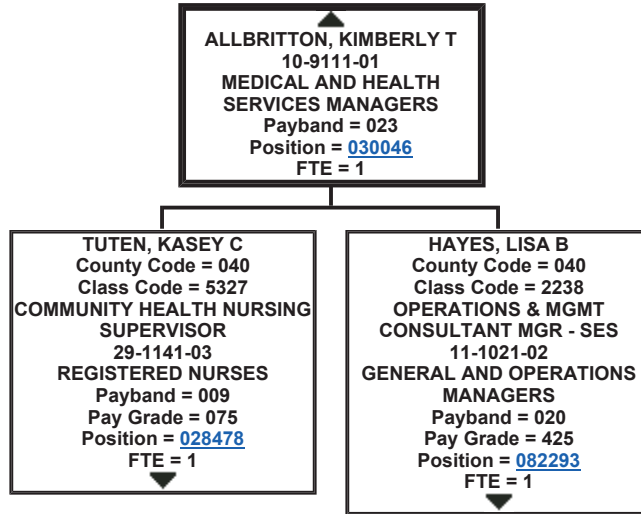 ALLBRITTON, KIMBERLY T
10-9111-01
MEDICAL AND HEALTH
SERVICES MANAGERS
Payband = 023
Position = 030046
FTE = 1
TUTEN, KASEY C
County Code = 040
Class Code = 5327
COMMUNITY HEALTH NURSING
SUPERVISOR
29-1141-03
REGISTERED NURSES
Payband = 009
Pay Grade = 075
Position = 028478
FTE = 1
HAYES, LISA B
County Code = 040
Class Code = 2238
OPERATIONS & MGMT
CONSULTANT MGR - SES
11-1021-02
GENERAL AND OPERATIONS
MANAGERS
Payband = 020
Pay Grade = 425
Position = 082293
FTE = 1